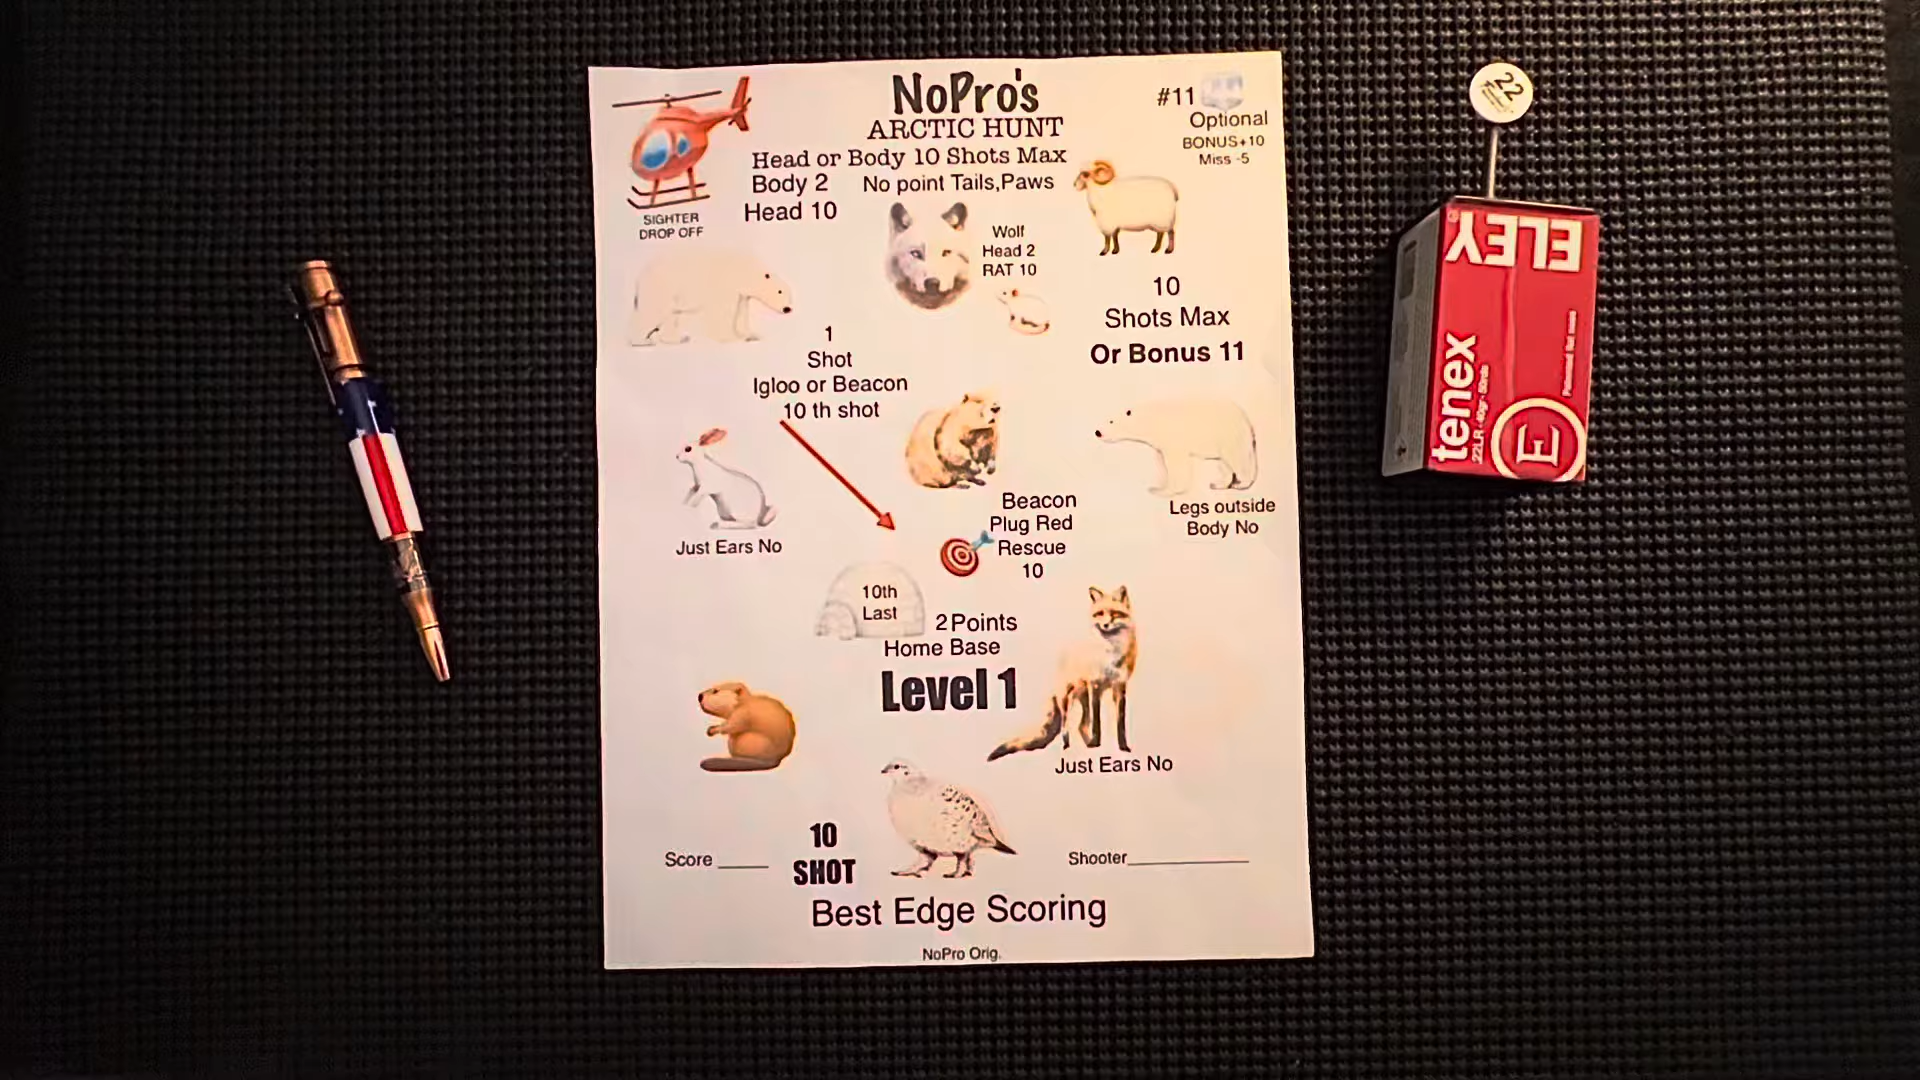 NoPro's
ARCTIC HUNT
Head or Body 10 Shots Max
Body 2
No point Tails,Paws
Head 10
#11
Optional
BONUS+10
Miss -5
SIGHTER
DROP OFF
Wolf
Head 2
RAT 10
10
Shots Max
Or Bonus 11
1
Shot
Igloo or Beacon
10 th shot
Just Ears No
Beacon
Plug Red
Rescue
10
Legs outside
Body No
10th
Last
2 Points
Home Base
Level 1
Just Ears No
10
SHOT
Score
Shooter
Best Edge Scoring
NoPro Orig.
22
ELEY
tenex
.22LR · 40gr · 50rds
E